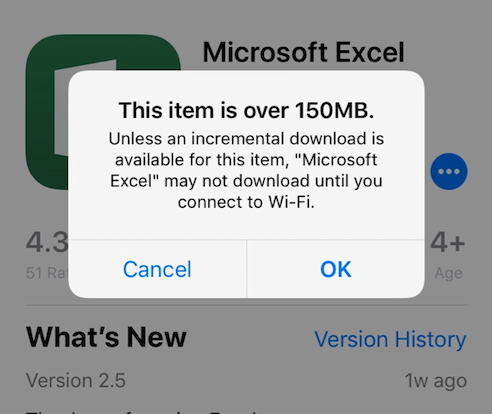 Microsoft Excel
This item is over 150MB.
Unless an incremental download is
available for this item, "Microsoft
Excel" may not download until you
connect to Wi-Fi.
Cancel
OK
4.3
4+
51 Ra
Age
What's New
Version History
Version 2.5
1w ago